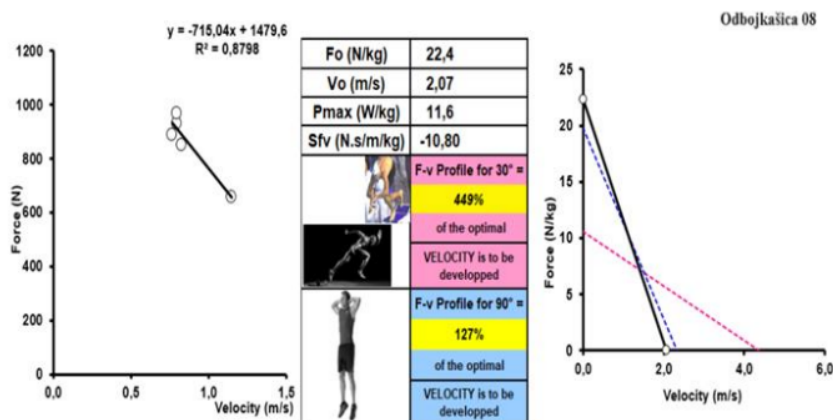 Odbojkašica 08
y = -715,04x + 1479,6
R² = 0,8798
1200
1000
800
600
400
200
0
Force (N)
0,0
0,5
1,0
1,5
Velocity (m/s)
Fo (N/kg) 22,4
Vo (m/s) 2,07
Pmax (W/kg) 11,6
Sfv (N.s/m/kg) -10,80
F-v Profile for 30° =
449%
of the optimal
VELOCITY is to be
developped
F-v Profile for 90° =
127%
of the optimal
VELOCITY is to be
developped
25
20
15
10
5
0
Force (N/kg)
0,0
2,0
4,0
6,0
Velocity (m/s)